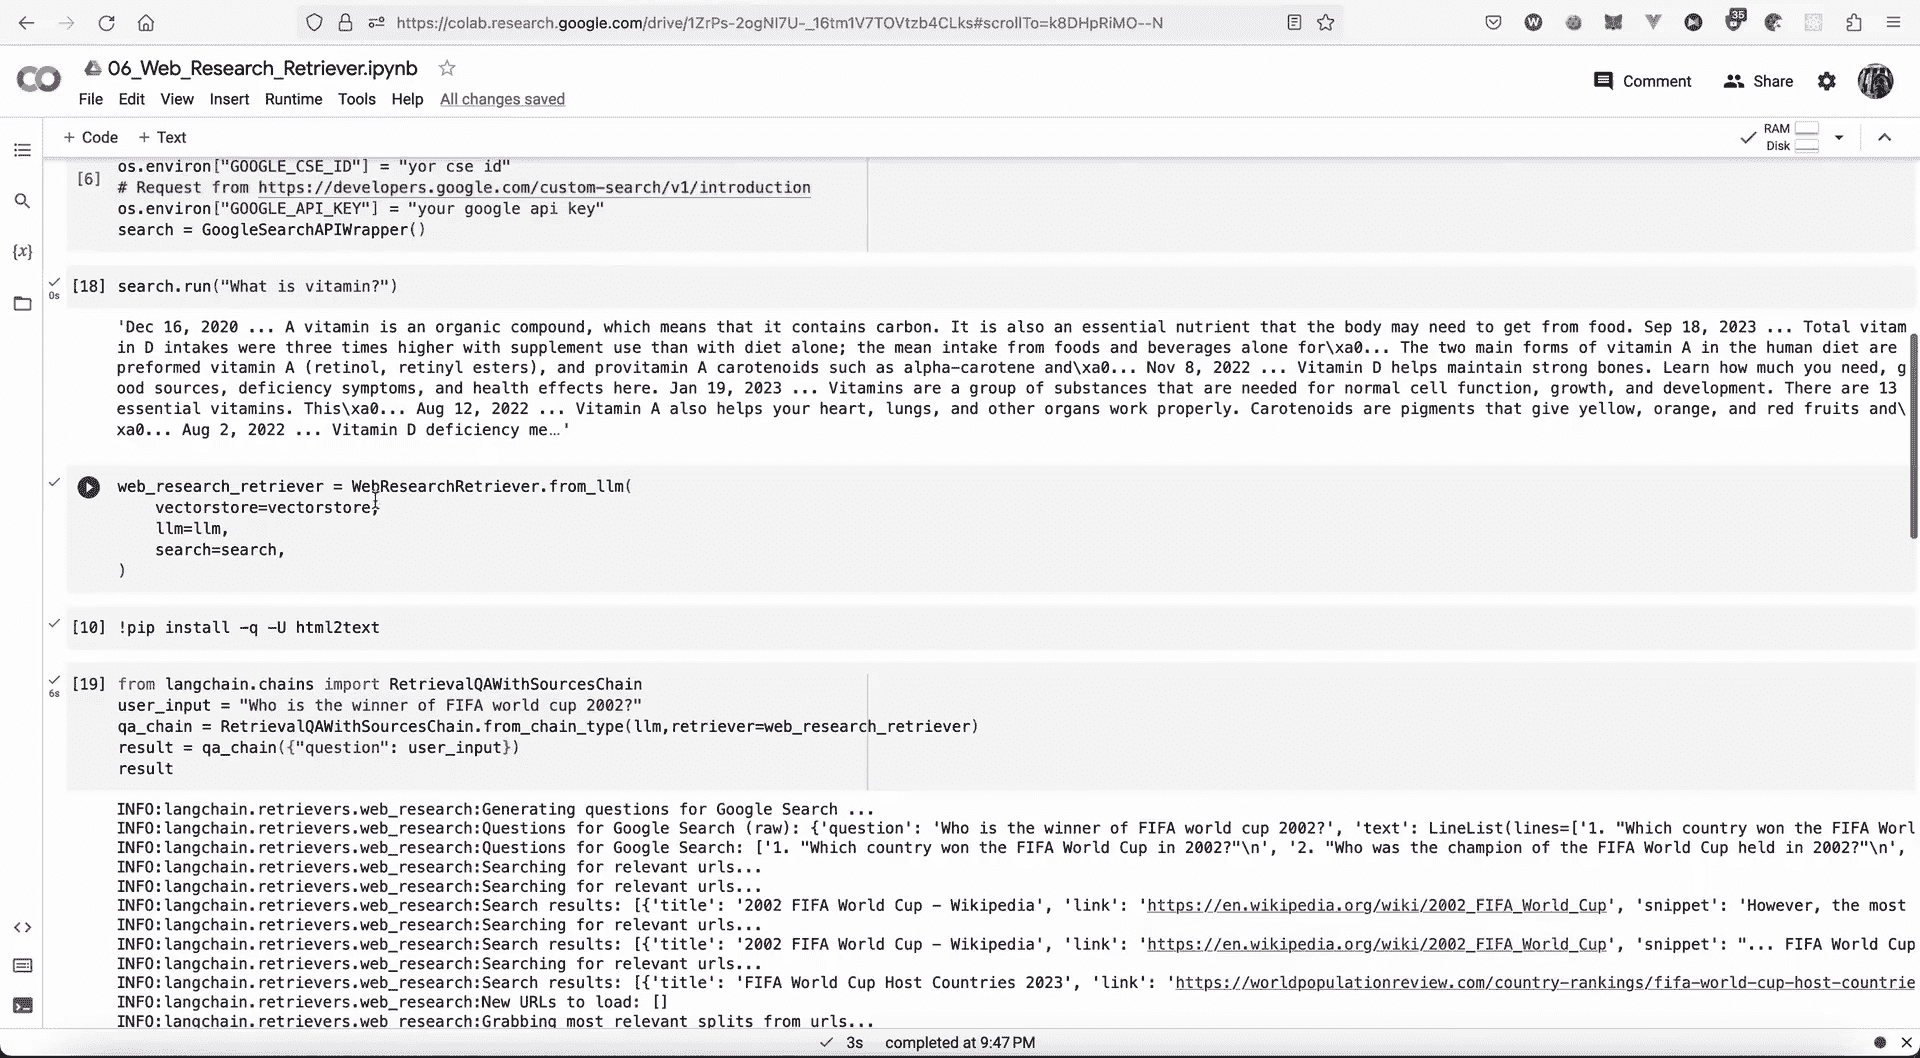 https://colab.research.google.com/drive/1ZrPs-2ogNI7U-_16tm1V7TOVtzb4CLks#scrollTo=k8DHpRiMO--N
W
35
06_Web_Research_Retriever.ipynb
Comment
Share
File Edit View Insert Runtime Tools Help All changes saved
+ Code + Text
RAM
Disk
os.environ["GOOGLE_CSE_ID"] = "yor cse id"
[6]
# Request from https://developers.google.com/custom-search/v1/introduction
os.environ["GOOGLE_API_KEY"] = "your google api key"
search = GoogleSearchAPIWrapper()
{x}
0s
[18] search.run("What is vitamin?")
'Dec 16, 2020 ... A vitamin is an organic compound, which means that it contains carbon. It is also an essential nutrient that the body may need to get from food. Sep 18, 2023 ... Total vitam
in D intakes were three times higher with supplement use than with diet alone; the mean intake from foods and beverages alone for\xa0... The two main forms of vitamin A in the human diet are
preformed vitamin A (retinol, retinyl esters), and provitamin A carotenoids such as alpha-carotene and\xa0... Nov 8, 2022 ... Vitamin D helps maintain strong bones. Learn how much you need, g
ood sources, deficiency symptoms, and health effects here. Jan 19, 2023 ... Vitamins are a group of substances that are needed for normal cell function, growth, and development. There are 13
essential vitamins. This\xa0... Aug 12, 2022 ... Vitamin A also helps your heart, lungs, and other organs work properly. Carotenoids are pigments that give yellow, orange, and red fruits and\
xa0... Aug 2, 2022 ... Vitamin D deficiency me…'
web_research_retriever = WebResearchRetriever.from_llm(
vectorstore=vectorstore,
llm=llm,
search=search,
)
[10] !pip install -q -U html2text
6s
[19] from langchain.chains import RetrievalQAWithSourcesChain
user_input = "Who is the winner of FIFA world cup 2002?"
qa_chain = RetrievalQAWithSourcesChain.from_chain_type(llm,retriever=web_research_retriever)
result = qa_chain({"question": user_input})
result
INFO:langchain.retrievers.web_research:Generating questions for Google Search ...
INFO:langchain.retrievers.web_research:Questions for Google Search (raw): {'question': 'Who is the winner of FIFA world cup 2002?', 'text': LineList(lines=['1. "Which country won the FIFA Worl
INFO:langchain.retrievers.web_research:Questions for Google Search: ['1. "Which country won the FIFA World Cup in 2002?"\n', '2. "Who was the champion of the FIFA World Cup held in 2002?"\n',
INFO:langchain.retrievers.web_research:Searching for relevant urls...
INFO:langchain.retrievers.web_research:Searching for relevant urls...
INFO:langchain.retrievers.web_research:Search results: [{'title': '2002 FIFA World Cup - Wikipedia', 'link': 'https://en.wikipedia.org/wiki/2002_FIFA_World_Cup', 'snippet': 'However, the most
INFO:langchain.retrievers.web_research:Searching for relevant urls...
INFO:langchain.retrievers.web_research:Search results: [{'title': '2002 FIFA World Cup - Wikipedia', 'link': 'https://en.wikipedia.org/wiki/2002_FIFA_World_Cup', 'snippet': "... FIFA World Cup
INFO:langchain.retrievers.web_research:Searching for relevant urls...
INFO:langchain.retrievers.web_research:Search results: [{'title': 'FIFA World Cup Host Countries 2023', 'link': 'https://worldpopulationreview.com/country-rankings/fifa-world-cup-host-countrie
INFO:langchain.retrievers.web_research:New URLs to load: []
INFO:langchain.retrievers.web_research:Grabbing most relevant splits from urls...
3s completed at 9:47 PM